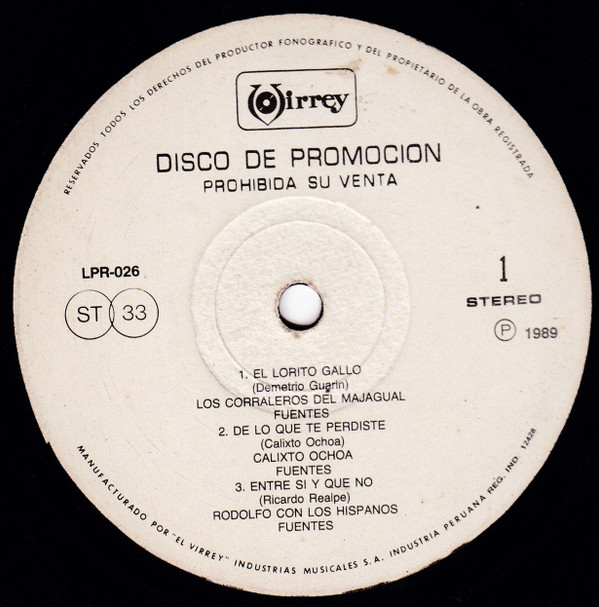 RESERVADOS TODOS LOS DERECHOS DEL PRODUCTOR FONOGRAFICO Y DEL PROPIETARIO DE LA OBRA REGISTRADA
Virrey
DISCO DE PROMOCION
PROHIBIDA SU VENTA
LPR-026
ST 33
1
STEREO
Ⓟ 1989
1. EL LORITO GALLO
(Demetrio Guarin)
LOS CORRALEROS DEL MAJAGUAL
FUENTES
2. DE LO QUE TE PERDISTE
(Calixto Ochoa)
CALIXTO OCHOA
FUENTES
3. ENTRE SI Y QUE NO
(Ricardo Realpe)
RODOLFO CON LOS HISPANOS
FUENTES
MANUFACTURADO POR "EL VIRREY" INDUSTRIAS MUSICALES S.A. INDUSTRIA PERUANA REG. IND. 12428